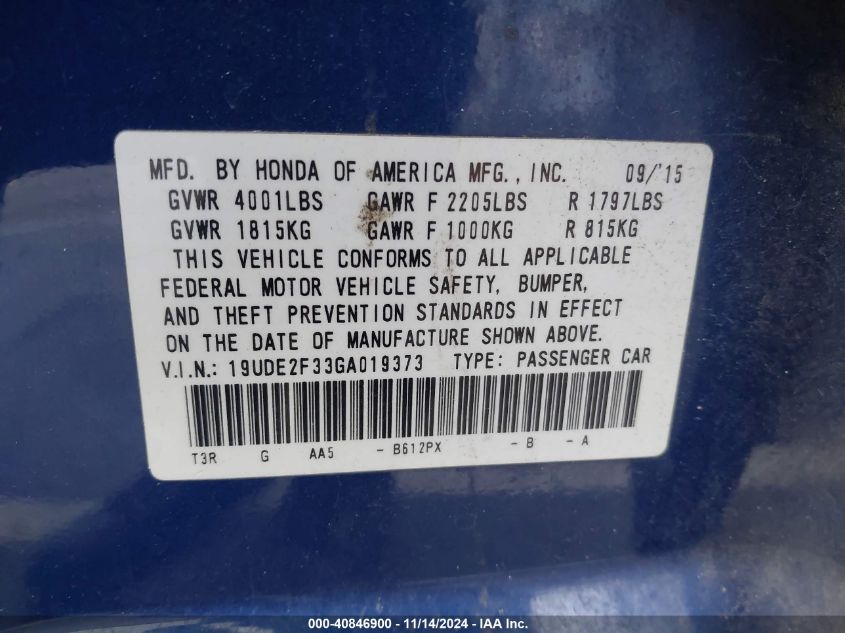 MFD. BY HONDA OF AMERICA MFG., INC. 09/'15
GVWR 4001LBS GAWR F 2205LBS R 1797LBS
GVWR 1815KG GAWR F 1000KG R 815KG
THIS VEHICLE CONFORMS TO ALL APPLICABLE
FEDERAL MOTOR VEHICLE SAFETY, BUMPER,
AND THEFT PREVENTION STANDARDS IN EFFECT
ON THE DATE OF MANUFACTURE SHOWN ABOVE.
V.I.N.: 19UDE2F33GA019373 TYPE: PASSENGER CAR
T3R G AA5 - B612PX - B - A
000-40846900 - 11/14/2024 - IAA Inc.